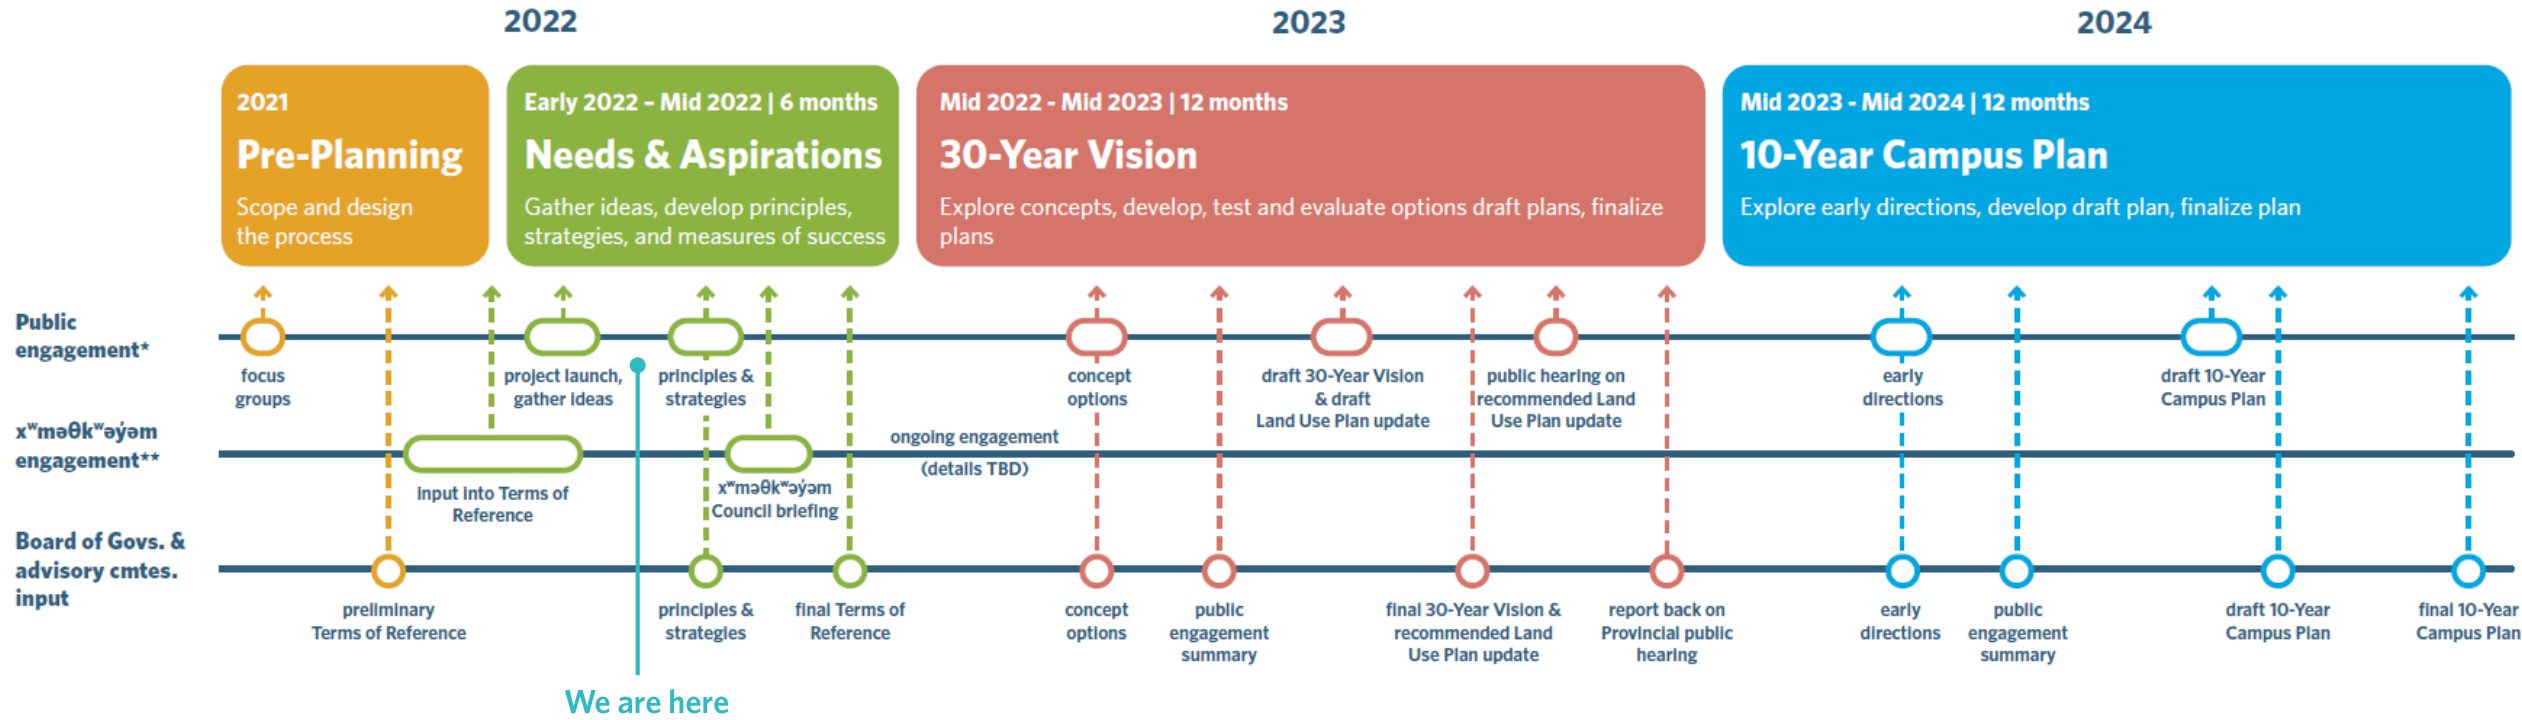 2022
2023
2024
2021
Pre-Planning
Scope and design
the process
Early 2022 – Mid 2022 | 6 months
Needs & Aspirations
Gather ideas, develop principles,
strategies, and measures of success
Mid 2022 - Mid 2023 | 12 months
30-Year Vision
Explore concepts, develop, test and evaluate options draft plans, finalize
plans
Mid 2023 - Mid 2024 | 12 months
10-Year Campus Plan
Explore early directions, develop draft plan, finalize plan
Public
engagement*
focus
groups
project launch,
gather ideas
principles &
strategies
concept
options
draft 30-Year Vision
& draft
Land Use Plan update
public hearing on
recommended Land
Use Plan update
early
directions
draft 10-Year
Campus Plan
xʷməθkʷəy̓əm
engagement**
input into Terms of
Reference
xʷməθkʷəy̓əm
Council briefing
ongoing engagement
(details TBD)
Board of Govs. &
advisory cmtes.
input
preliminary
Terms of Reference
principles &
strategies
final Terms of
Reference
concept
options
public
engagement
summary
final 30-Year Vision &
recommended Land
Use Plan update
report back on
Provincial public
hearing
early
directions
public
engagement
summary
draft 10-Year
Campus Plan
final 10-Year
Campus Plan
We are here